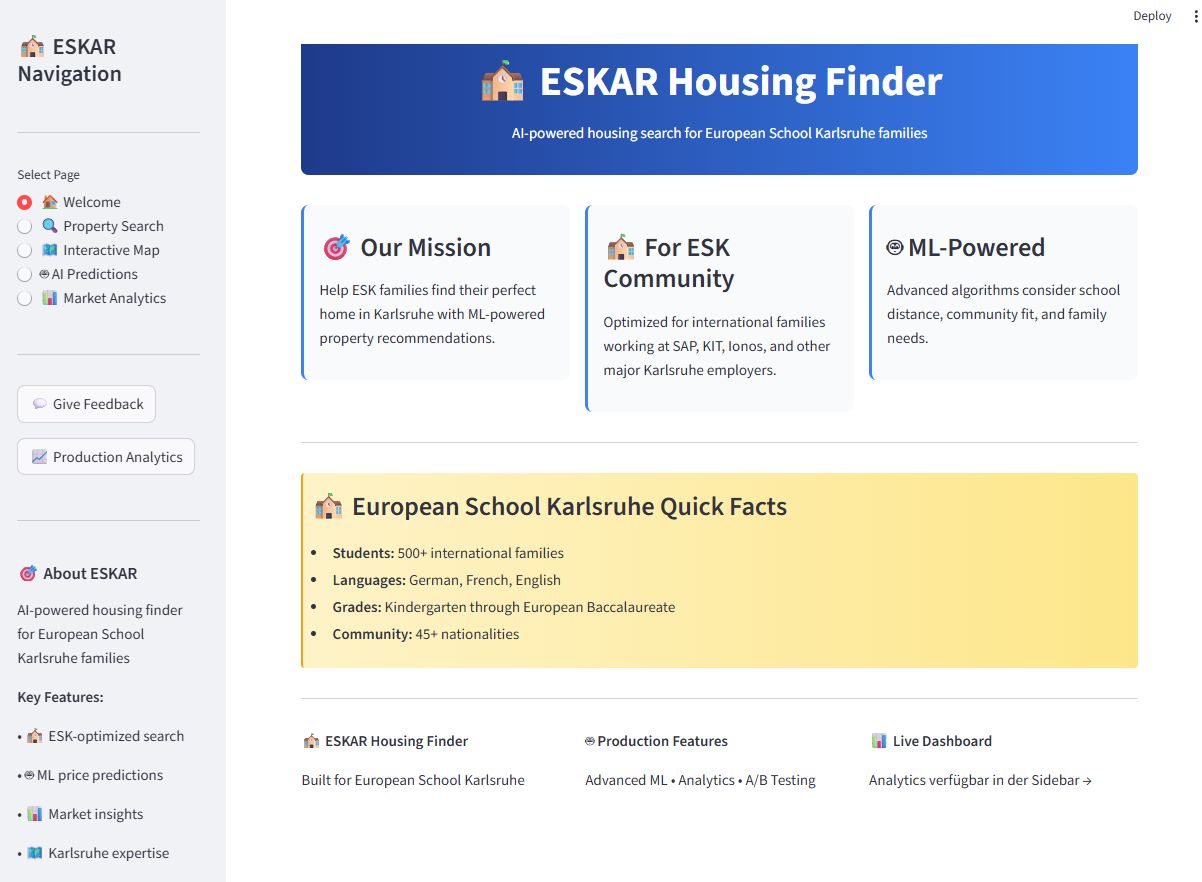 Deploy
ESKAR
Navigation
Select Page
Welcome
Property Search
Interactive Map
AI Predictions
Market Analytics
Give Feedback
Production Analytics
About ESKAR
AI-powered housing finder
for European School
Karlsruhe families
Key Features:
• ESK-optimized search
• ML price predictions
• Market insights
• Karlsruhe expertise
ESKAR Housing Finder
AI-powered housing search for European School Karlsruhe families
Our Mission
Help ESK families find their perfect
home in Karlsruhe with ML-powered
property recommendations.
For ESK
Community
Optimized for international families
working at SAP, KIT, Ionos, and other
major Karlsruhe employers.
ML-Powered
Advanced algorithms consider school
distance, community fit, and family
needs.
European School Karlsruhe Quick Facts
• Students: 500+ international families
• Languages: German, French, English
• Grades: Kindergarten through European Baccalaureate
• Community: 45+ nationalities
ESKAR Housing Finder
Built for European School Karlsruhe
Production Features
Advanced ML • Analytics • A/B Testing
Live Dashboard
Analytics verfügbar in der Sidebar →